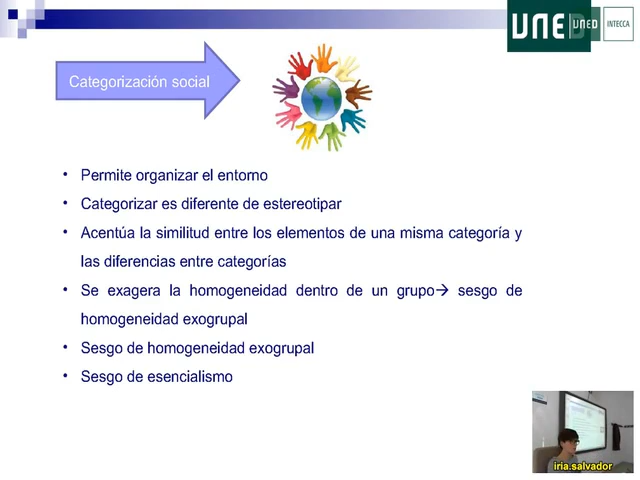 UNED
UNED
INTECCA
Categorización social
• Permite organizar el entorno
• Categorizar es diferente de estereotipar
• Acentúa la similitud entre los elementos de una misma categoría y
las diferencias entre categorías
• Se exagera la homogeneidad dentro de un grupo→ sesgo de
homogeneidad exogrupal
• Sesgo de homogeneidad exogrupal
• Sesgo de esencialismo
iria.salvador